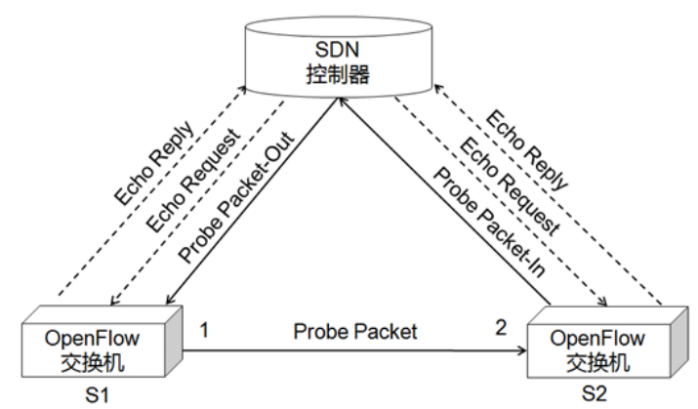 SDN
控制器
Echo Reply
Echo Request
Probe Packet-Out
Echo Reply
Echo Request
Probe Packet-In
OpenFlow
交换机
1
Probe Packet
2
OpenFlow
交换机
S1
S2